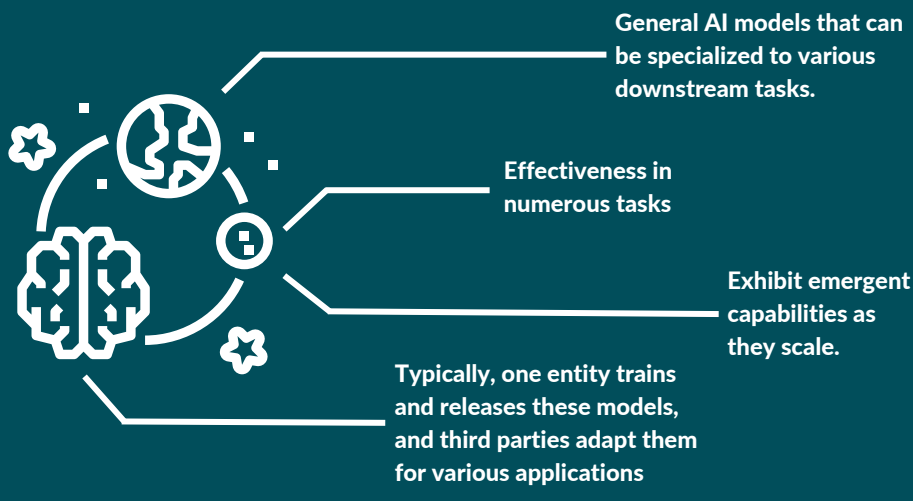 General AI models that can
be specialized to various
downstream tasks.
Effectiveness in
numerous tasks
Exhibit emergent
capabilities as
they scale.
Typically, one entity trains
and releases these models,
and third parties adapt them
for various applications